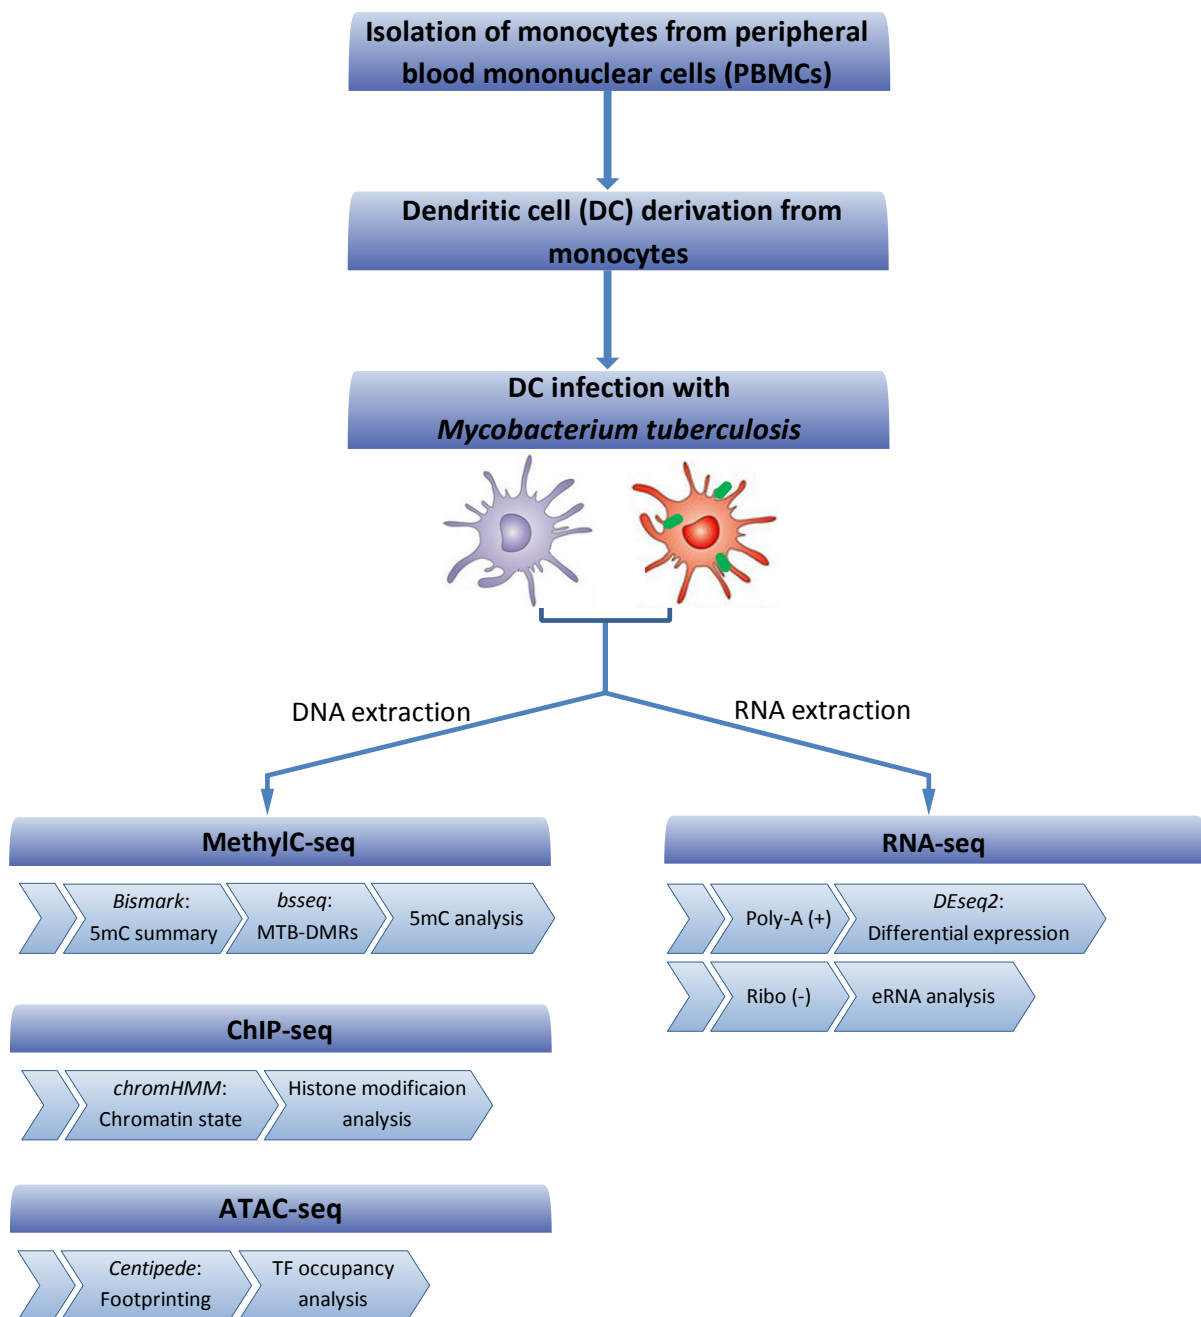 Isolation of monocytes from peripheral
blood mononuclear cells (PBMCs)
Dendritic cell (DC) derivation from
monocytes
DC infection with
Mycobacterium tuberculosis
DNA extraction
RNA extraction
MethylC-seq
Bismark:
5mC summary
bsseq:
MTB-DMRs
5mC analysis
ChIP-seq
chromHMM:
Chromatin state
Histone modificaion
analysis
ATAC-seq
Centipede:
Footprinting
TF occupancy
analysis
RNA-seq
Poly-A (+)
DEseq2:
Differential expression
Ribo (-)
eRNA analysis